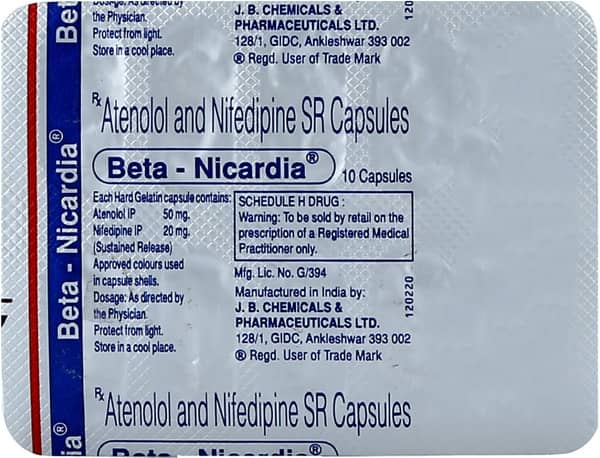 Dosage: As directed by
the Physician.
Protect from light.
Store in a cool place.
J. B. CHEMICALS &
PHARMACEUTICALS LTD.
128/1, GIDC, Ankleshwar 393 002
® Regd. User of Trade Mark
Rx Atenolol and Nifedipine SR Capsules
Beta - Nicardia®
10 Capsules
Each Hard Gelatin capsule contains:
Atenolol IP 50 mg.
Nifedipine IP 20 mg.
(Sustained Release)
Approved colours used
in capsule shells.
Dosage: As directed by
the Physician.
Protect from light.
Store in a cool place.
SCHEDULE H DRUG :
Warning: To be sold by retail on the
prescription of a Registered Medical
Practitioner only.
Mfg. Lic. No. G/394
Manufactured in India by:
J. B. CHEMICALS &
PHARMACEUTICALS LTD.
128/1, GIDC, Ankleshwar 393 002
® Regd. User of Trade Mark
120220
Rx Atenolol and Nifedipine SR Capsules
Beta - Nicardia®
Bet
Beta - Nicardia®
ia®
120